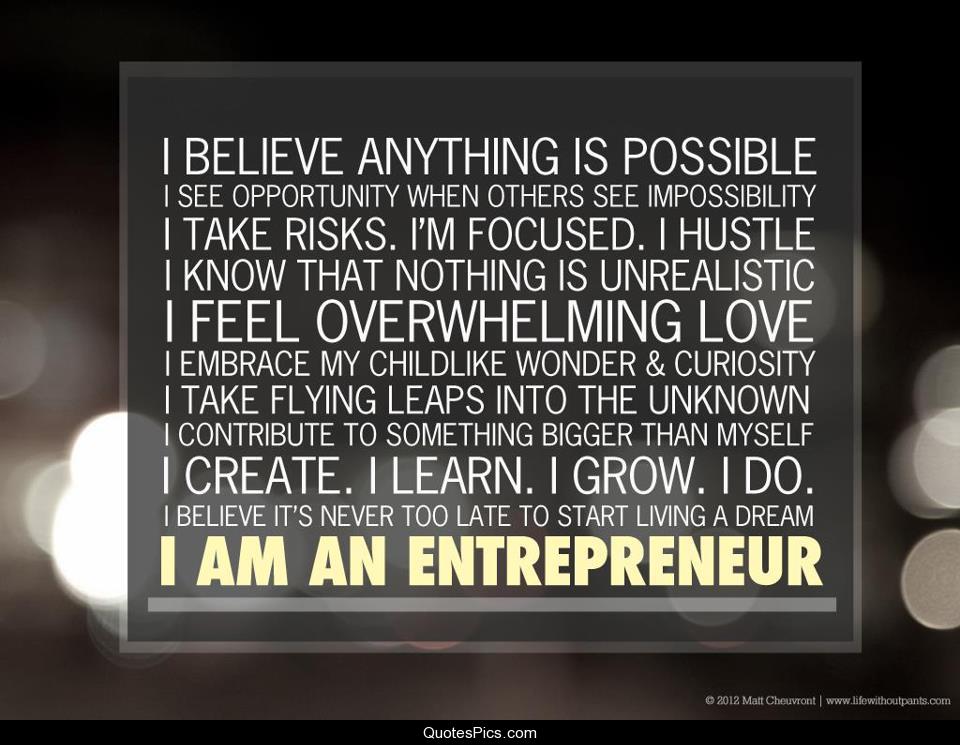 I BELIEVE ANYTHING IS POSSIBLE
I SEE OPPORTUNITY WHEN OTHERS SEE IMPOSSIBILITY
I TAKE RISKS. I'M FOCUSED. I HUSTLE
I KNOW THAT NOTHING IS UNREALISTIC
I FEEL OVERWHELMING LOVE
I EMBRACE MY CHILDLIKE WONDER & CURIOSITY
I TAKE FLYING LEAPS INTO THE UNKNOWN
I CONTRIBUTE TO SOMETHING BIGGER THAN MYSELF
I CREATE. I LEARN. I GROW. I DO.
I BELIEVE IT'S NEVER TOO LATE TO START LIVING A DREAM
I AM AN ENTREPRENEUR
© 2012 Matt Cheuvront | www.lifewithoutpants.com
QuotesPics.com